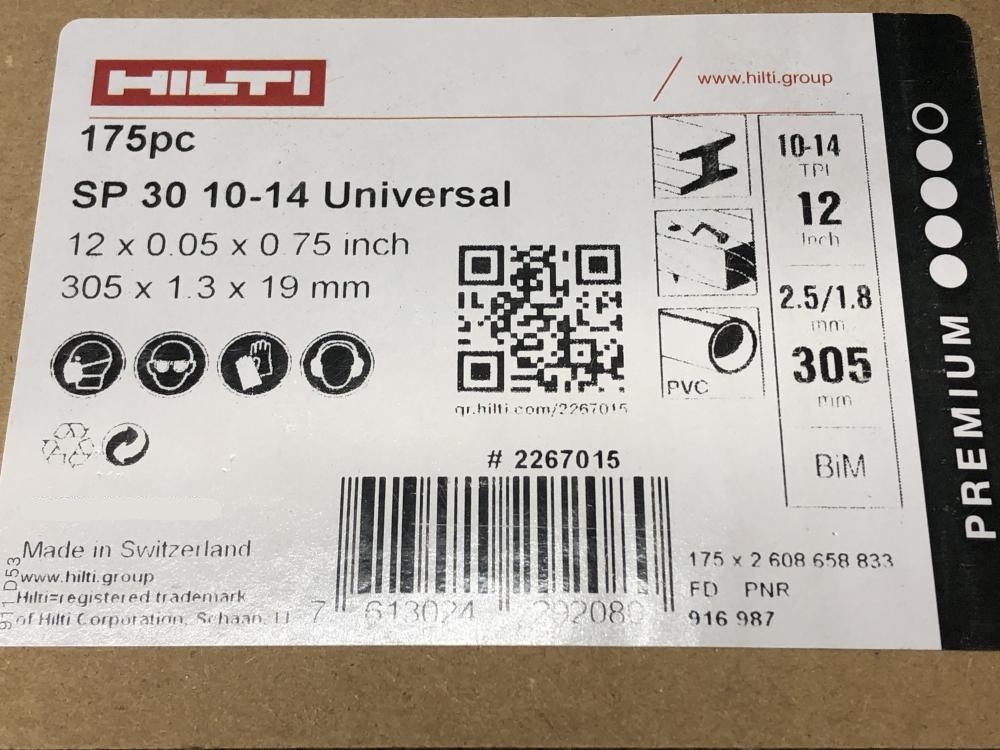 HILTI
www.hilti.group
175pc
SP 30 10-14 Universal
12 x 0.05 x 0.75 inch
305 x 1.3 x 19 mm
qr.hilti.com/2267015
PVC
10-14
TPI
12
Inch
2.5/1.8
mm
305
mm
BiM
PREMIUM
# 2267015
Made in Switzerland
www.hilti.group
Hilti=registered trademark
of Hilti Corporation, Schaan, LI
911_D53
7 613024 292080
175 x 2 608 658 833
FD PNR
916 987